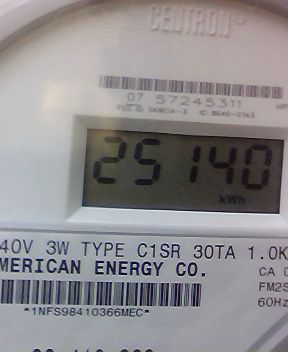 CENTRON®
07 57245311
25140
kWh
40V 3W TYPE C1SR 30TA 1.0K
MERICAN ENERGY CO.
CA 0
FM2S
60Hz
*1NFS98410366MEC*